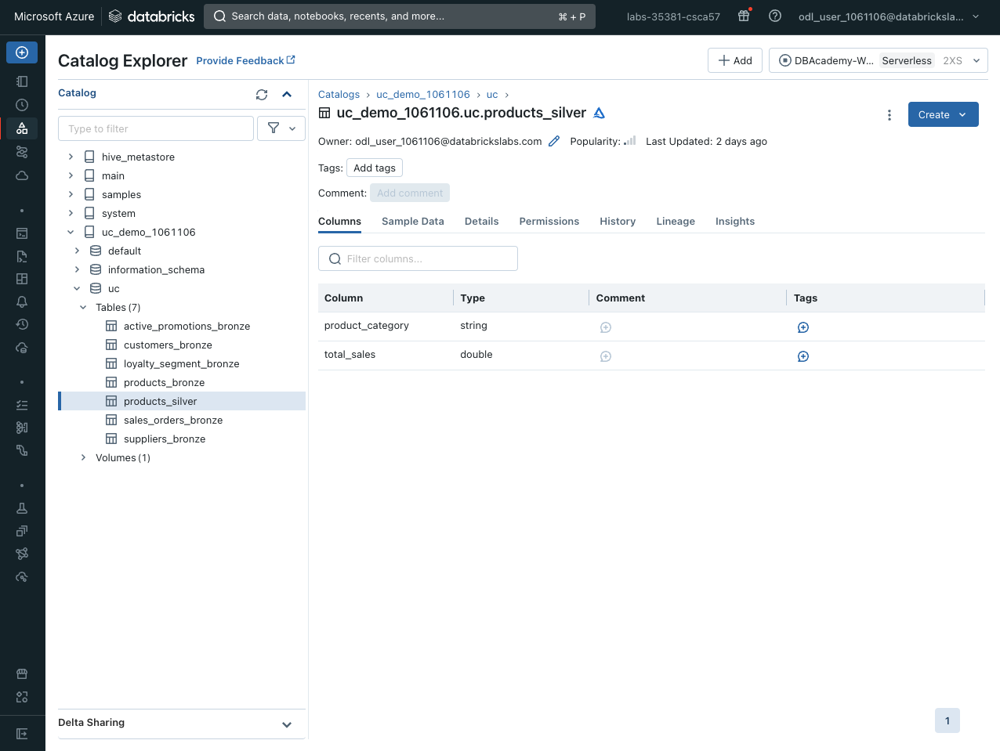 Microsoft Azure databricks Search data, notebooks, recents, and more... ⌘ + P labs-35381-csca57 odl_user_1061106@databricksla...
Catalog Explorer Provide Feedback Add DBAcademy-W... Serverless 2XS
Catalog
Type to filter
hive_metastore
main
samples
system
uc_demo_1061106
default
information_schema
uc
Tables (7)
active_promotions_bronze
customers_bronze
loyalty_segment_bronze
products_bronze
products_silver
sales_orders_bronze
suppliers_bronze
Volumes (1)
Delta Sharing
Catalogs › uc_demo_1061106 › uc ›
uc_demo_1061106.uc.products_silver
Create
Owner: odl_user_1061106@databrickslabs.com Popularity: Last Updated: 2 days ago
Tags: Add tags
Comment: Add comment
Columns Sample Data Details Permissions History Lineage Insights
Filter columns...
Column Type Comment Tags
product_category string
total_sales double
1